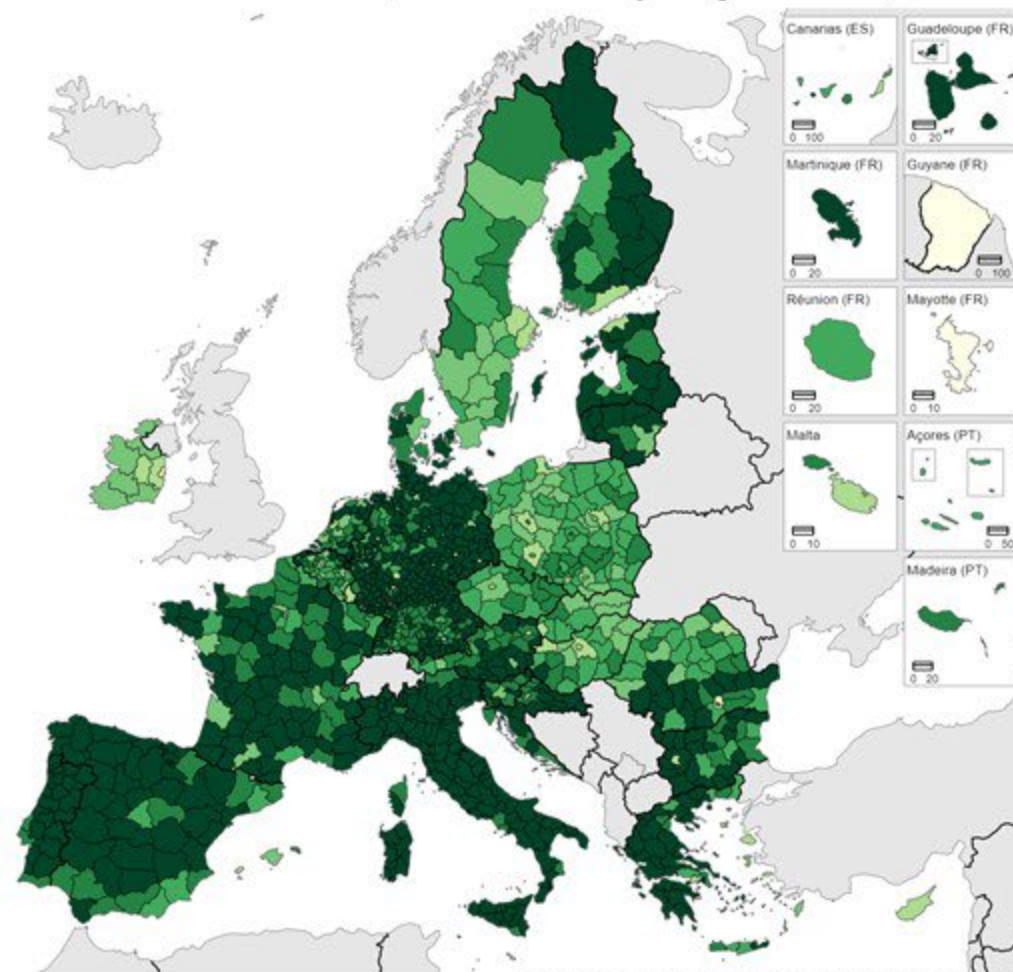 Canarias (ES)
0 100
Guadeloupe (FR)
0 20
Martinique (FR)
0 20
Guyane (FR)
0 100
Réunion (FR)
0 20
Mayotte (FR)
0 10
Malta
0 10
Açores (PT)
0 50
Madeira (PT)
0 20